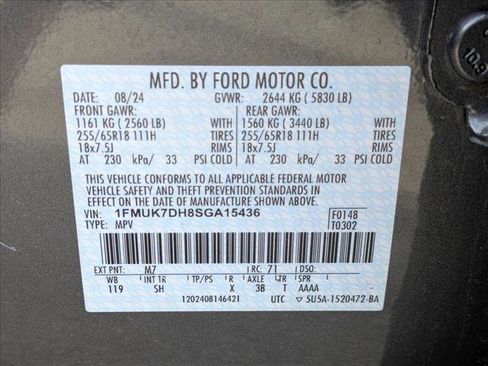 MFD. BY FORD MOTOR CO.
DATE: 08/24 GVWR: 2644 KG ( 5830 LB)
FRONT GAWR: REAR GAWR:
1161 KG ( 2560 LB) WITH 1560 KG ( 3440 LB) WITH
255/65R18 111H TIRES 255/65R18 111H TIRES
18x7.5J RIMS 18x7.5J RIMS
AT 230 kPa/ 33 PSI COLD AT 230 kPa/ 33 PSI COLD
THIS VEHICLE CONFORMS TO ALL APPLICABLE FEDERAL MOTOR
VEHICLE SAFETY AND THEFT PREVENTION STANDARDS IN
EFFECT ON THE DATE OF MANUFACTURE SHOWN ABOVE.
VIN: 1FMUK7DH8SGA15436 F0148
TYPE: MPV T0302
EXT PNT: M7 RC: 71 DSO:
WB INT TR TP/PS R AXLE TR SPR
119 5H X 3B T AAAA
1202408146421 UTC 5U5A-1520472-BA